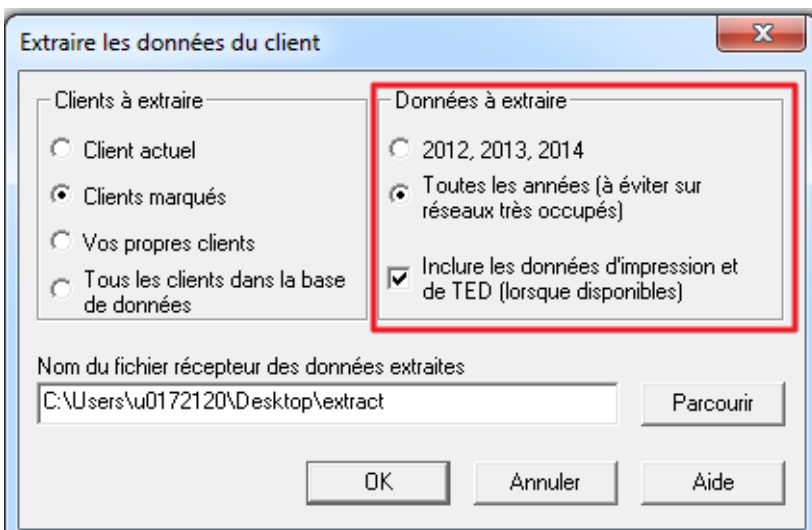 Extraire les données du client
Clients à extraire
Client actuel
Clients marqués
Vos propres clients
Tous les clients dans la base
de données
Données à extraire
2012, 2013, 2014
Toutes les années (à éviter sur
réseaux très occupés)
Inclure les données d'impression et
de TED (lorsque disponibles)
Nom du fichier récepteur des données extraites
C:\Users\u0172120\Desktop\extract
Parcourir
OK
Annuler
Aide